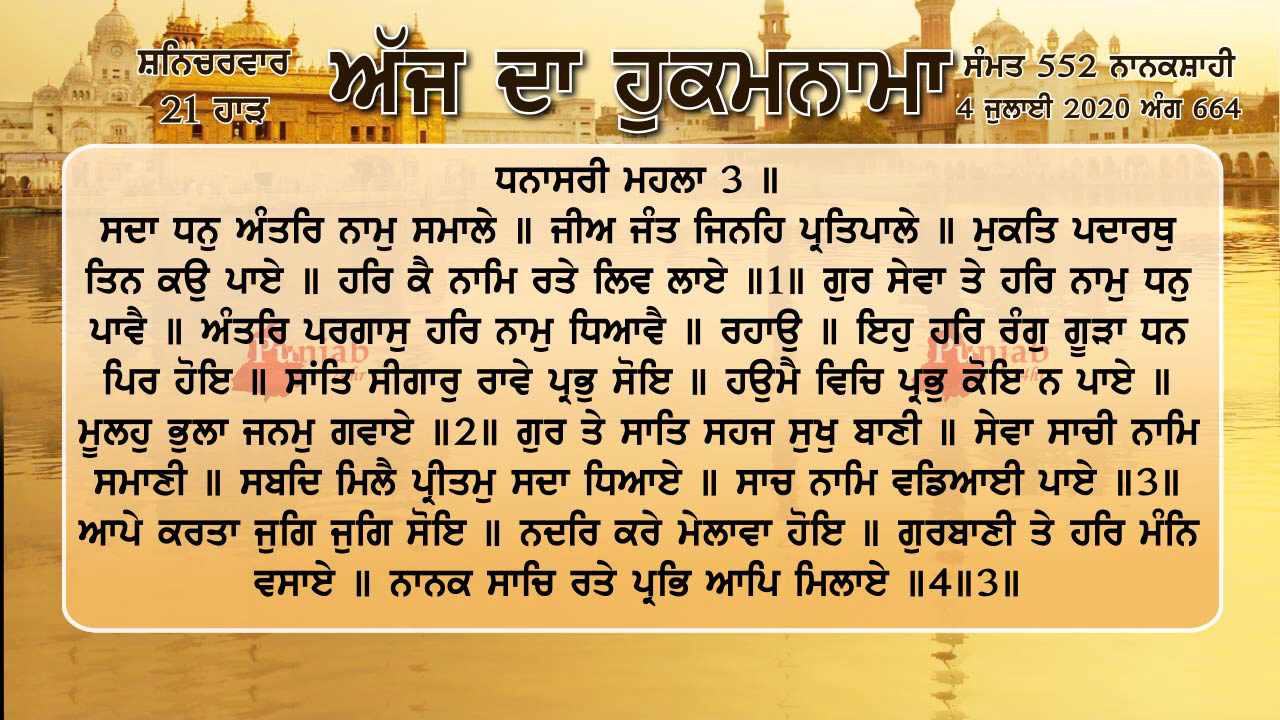 ਸ਼ਨਿਚਰਵਾਰ
21 ਹਾੜ
ਅੱਜ ਦਾ ਹੁਕਮਨਾਮਾ
ਸੰਮਤ 552 ਨਾਨਕਸ਼ਾਹੀ
4 ਜੁਲਾਈ 2020 ਅੰਗ 664
ਧਨਾਸਰੀ ਮਹਲਾ 3 ॥
ਸਦਾ ਧਨੁ ਅੰਤਰਿ ਨਾਮੁ ਸਮਾਲੇ ॥ ਜੀਅ ਜੰਤ ਜਿਨਹਿ ਪ੍ਰਤਿਪਾਲੇ ॥ ਮੁਕਤਿ ਪਦਾਰਥੁ
ਤਿਨ ਕਉ ਪਾਏ ॥ ਹਰਿ ਕੈ ਨਾਮਿ ਰਤੇ ਲਿਵ ਲਾਏ ॥1॥ ਗੁਰ ਸੇਵਾ ਤੇ ਹਰਿ ਨਾਮੁ ਧਨੁ
ਪਾਵੈ ॥ ਅੰਤਰਿ ਪਰਗਾਸੁ ਹਰਿ ਨਾਮੁ ਧਿਆਵੈ ॥ ਰਹਾਉ ॥ ਇਹੁ ਹਰਿ ਰੰਗੁ ਗੂੜਾ ਧਨ
ਪਿਰ ਹੋਇ ॥ ਸਾਂਤਿ ਸੀਗਾਰੁ ਰਾਵੇ ਪ੍ਰਭੁ ਸੋਇ ॥ ਹਉਮੈ ਵਿਚਿ ਪ੍ਰਭੁ ਕੋਇ ਨ ਪਾਏ ॥
ਮੂਲਹੁ ਭੁਲਾ ਜਨਮੁ ਗਵਾਏ ॥2॥ ਗੁਰ ਤੇ ਸਾਤਿ ਸਹਜ ਸੁਖੁ ਬਾਣੀ ॥ ਸੇਵਾ ਸਾਚੀ ਨਾਮਿ
ਸਮਾਣੀ ॥ ਸਬਦਿ ਮਿਲੈ ਪ੍ਰੀਤਮੁ ਸਦਾ ਧਿਆਏ ॥ ਸਾਚ ਨਾਮਿ ਵਡਿਆਈ ਪਾਏ ॥3॥
ਆਪੇ ਕਰਤਾ ਜੁਗਿ ਜੁਗਿ ਸੋਇ ॥ ਨਦਰਿ ਕਰੇ ਮੇਲਾਵਾ ਹੋਇ ॥ ਗੁਰਬਾਣੀ ਤੇ ਹਰਿ ਮੰਨਿ
ਵਸਾਏ ॥ ਨਾਨਕ ਸਾਚਿ ਰਤੇ ਪ੍ਰਭਿ ਆਪਿ ਮਿਲਾਏ ॥4॥3॥
Punjab
Punjab